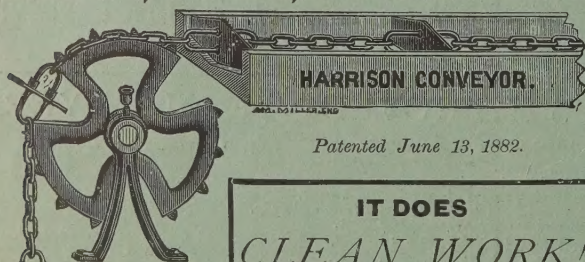 HARRISON CONVEYOR.
Patented June 13, 1882.
IT DOES
CLEAN WORK!